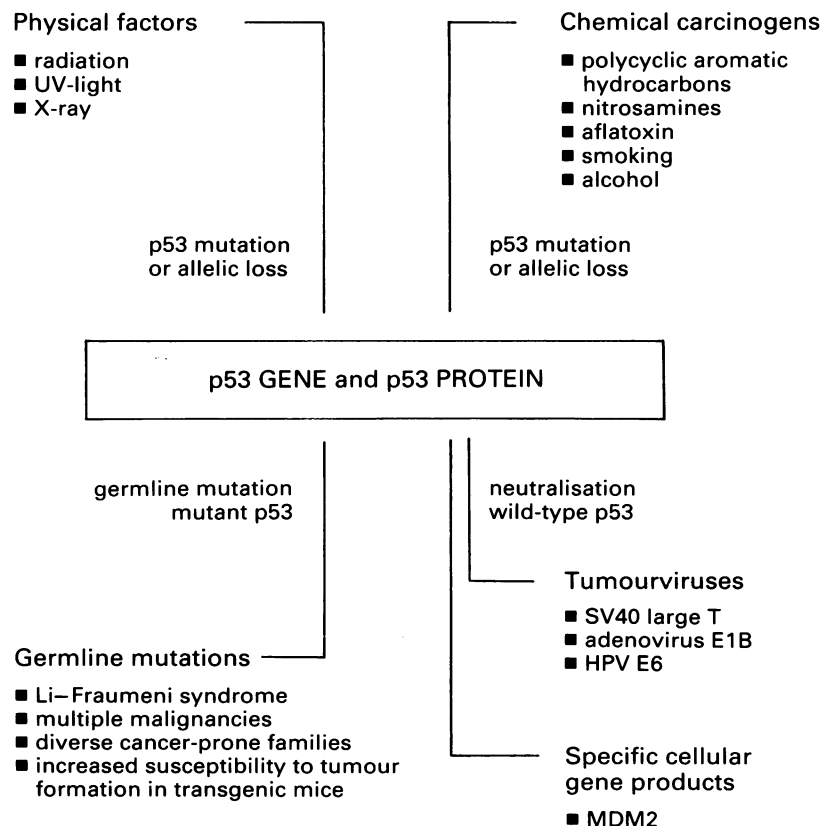 Physical factors
■ radiation
■ UV-light
■ X-ray
Chemical carcinogens
■ polycyclic aromatic
hydrocarbons
■ nitrosamines
■ aflatoxin
■ smoking
■ alcohol
p53 mutation
or allelic loss
p53 mutation
or allelic loss
p53 GENE and p53 PROTEIN
germline mutation
mutant p53
neutralisation
wild-type p53
Tumourviruses
■ SV40 large T
■ adenovirus E1B
■ HPV E6
Germline mutations
■ Li–Fraumeni syndrome
■ multiple malignancies
■ diverse cancer-prone families
■ increased susceptibility to tumour
formation in transgenic mice
Specific cellular
gene products
■ MDM2